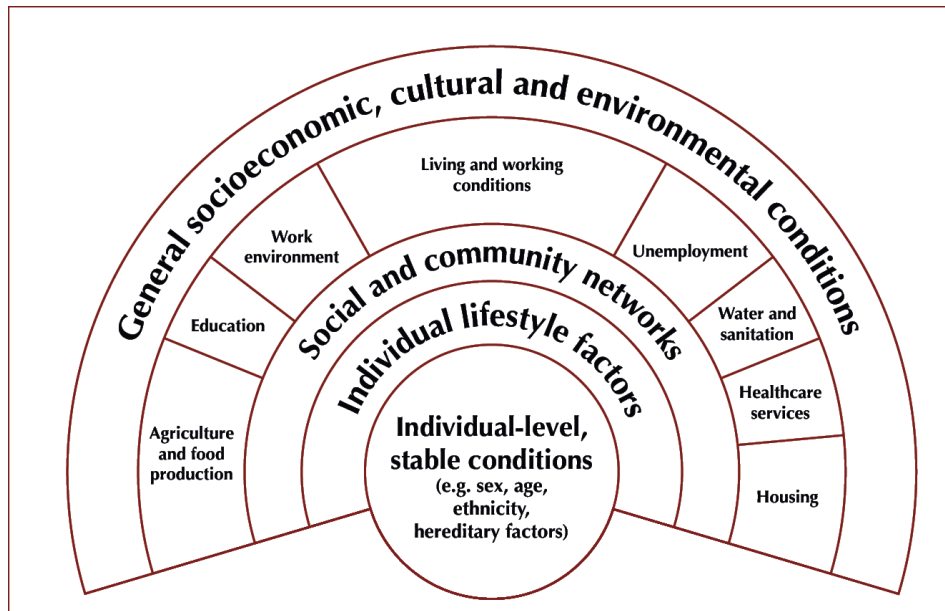 General socioeconomic, cultural and environmental conditions
Living and working
conditions
Work
environment
Unemployment
Education
Water and
sanitation
Agriculture
and food
production
Healthcare
services
Housing
Social and community networks
Individual lifestyle factors
Individual-level,
stable conditions
(e.g. sex, age,
ethnicity,
hereditary factors)